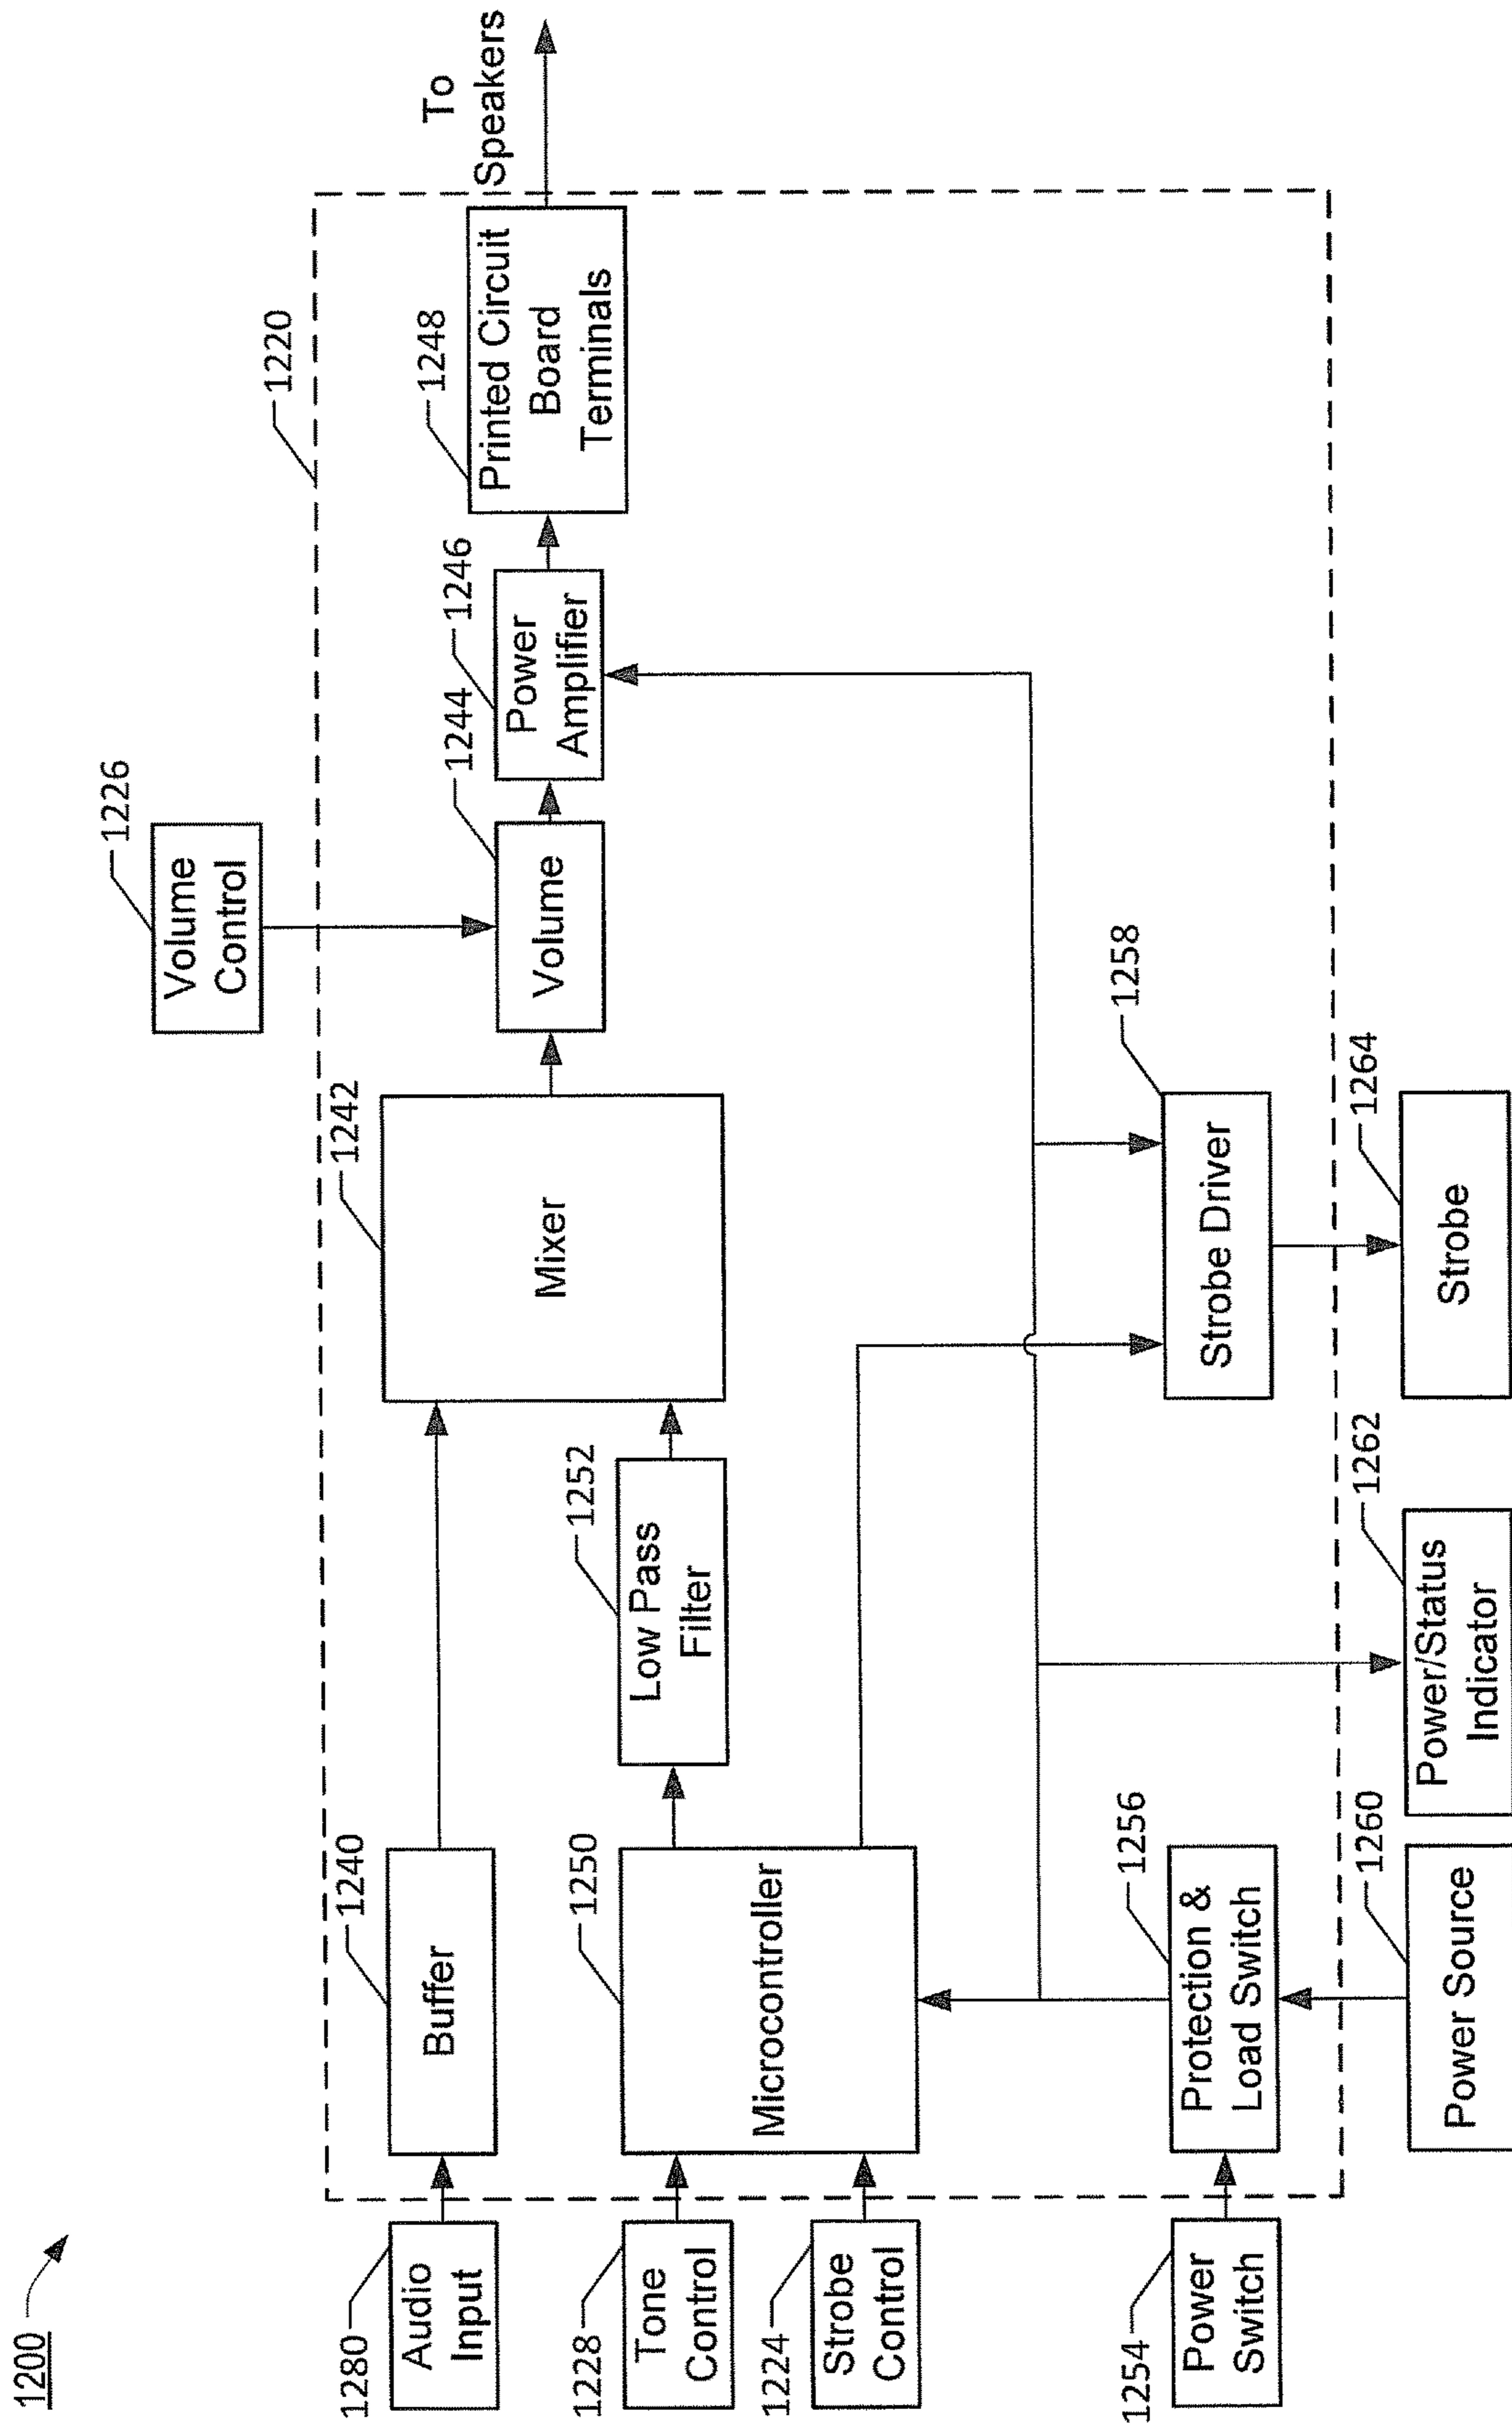 1200
1226
Volume
Control
1220
1280
Audio
Input
1240
Buffer
1242
Mixer
1244
Volume
1246
Power
Amplifier
1248
Printed Circuit
Board
Terminals
To
Speakers
1228
Tone
Control
1224
Strobe
Control
1250
Microcontroller
1252
Low Pass
Filter
1254
Power
Switch
1256
Protection &
Load Switch
1258
Strobe Driver
1260
Power Source
1262
Power/Status
Indicator
1264
Strobe